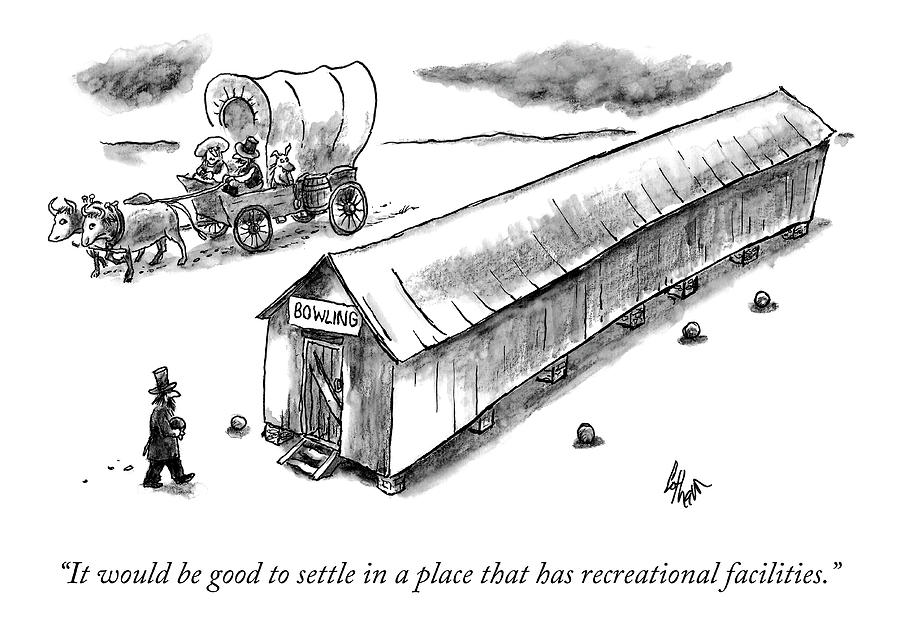 BOWLING
“It would be good to settle in a place that has recreational facilities.”